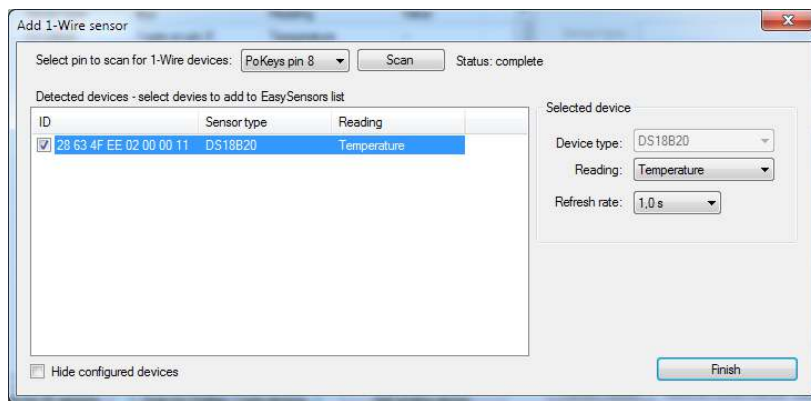 Add 1-Wire sensor
Select pin to scan for 1-Wire devices: PoKeys pin 8 Scan Status: complete
Detected devices - select devies to add to EasySensors list
ID Sensor type Reading
28 63 4F EE 02 00 00 11 DS18B20 Temperature
Selected device
Device type: DS18B20
Reading: Temperature
Refresh rate: 1,0 s
Hide configured devices
Finish